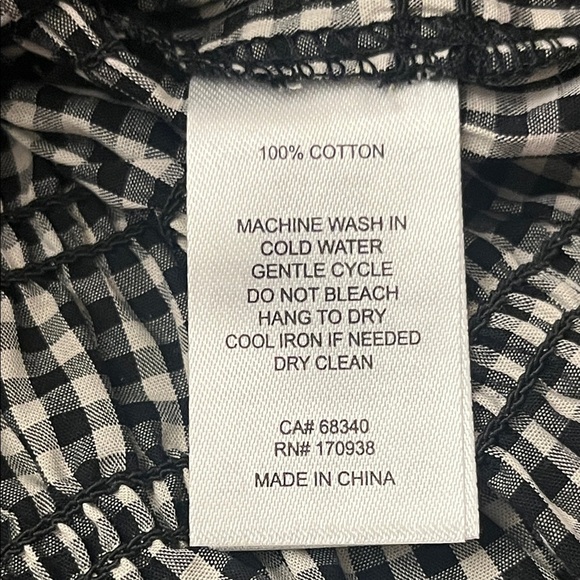 100% COTTON
MACHINE WASH IN
COLD WATER
GENTLE CYCLE
DO NOT BLEACH
HANG TO DRY
COOL IRON IF NEEDED
DRY CLEAN
CA# 68340
RN# 170938
MADE IN CHINA